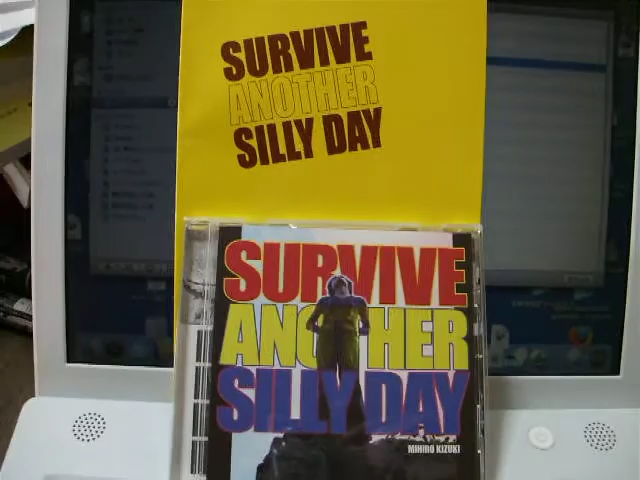 SURVIVE
ANOTHER
SILLY DAY
SURVIVE
ANOTHER
SILLY DAY
MIHIRO KIZUKI